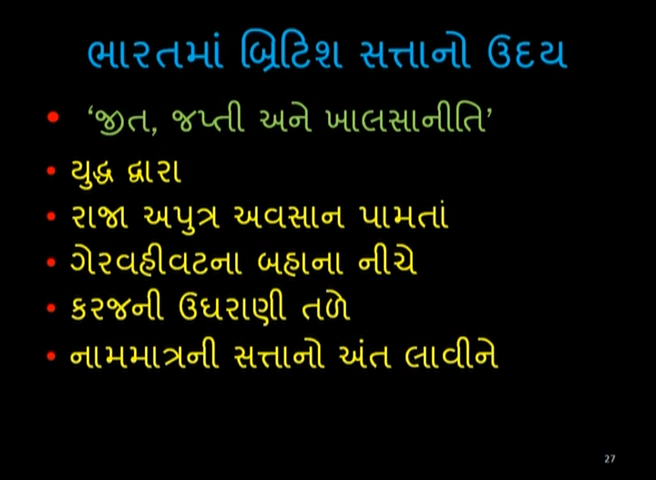 ભારતમાં બ્રિટિશ સત્તાનો ઉદય
• ‘જીત, જપ્તી અને ખાલસાનીતિ’
• યુદ્ધ દ્વારા
• રાજા અપુત્ર અવસાન પામતાં
• ગેરવહીવટના બહાના નીચે
• કરજની ઉઘરાણી તળે
• નામમાત્રની સત્તાનો અંત લાવીને
27